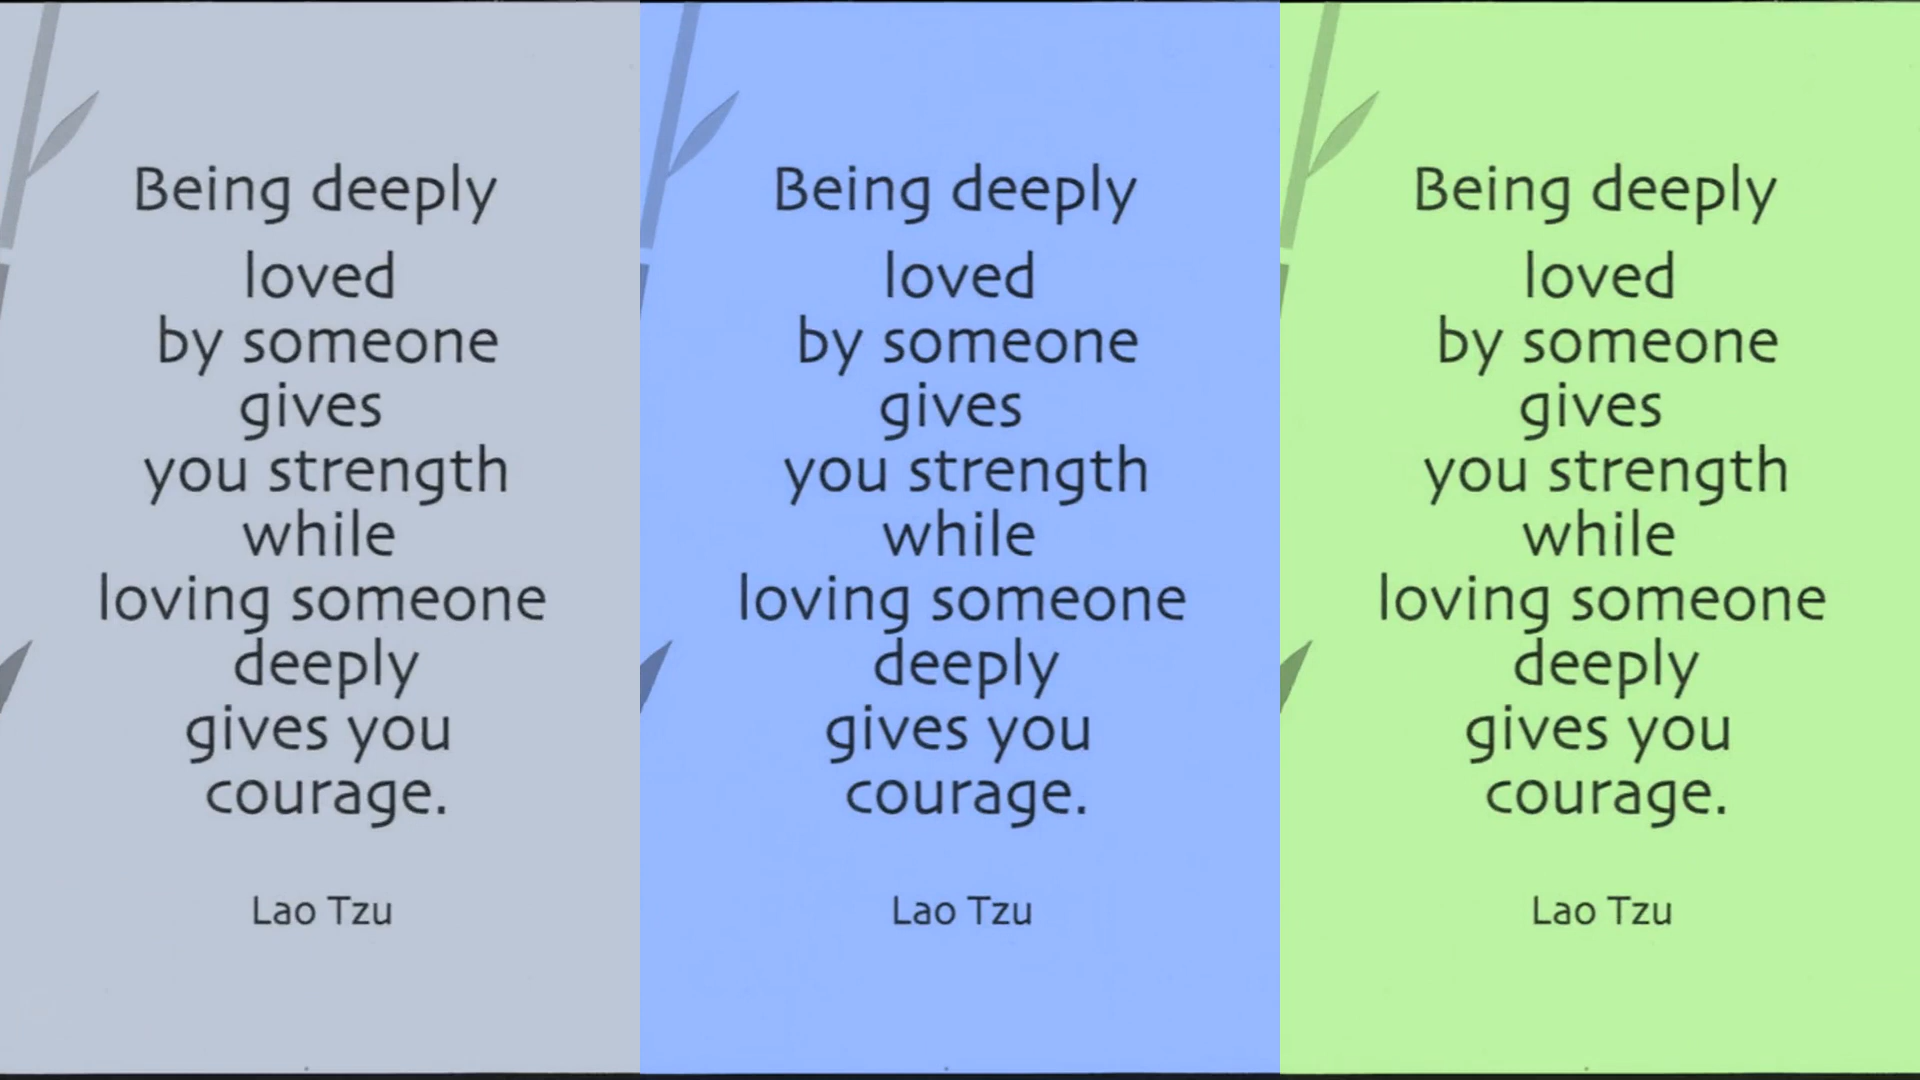 Being deeply
loved
by someone
gives
you strength
while
loving someone
deeply
gives you
courage.
Lao Tzu
Being deeply
loved
by someone
gives
you strength
while
loving someone
deeply
gives you
courage.
Lao Tzu
Being deeply
loved
by someone
gives
you strength
while
loving someone
deeply
gives you
courage.
Lao Tzu